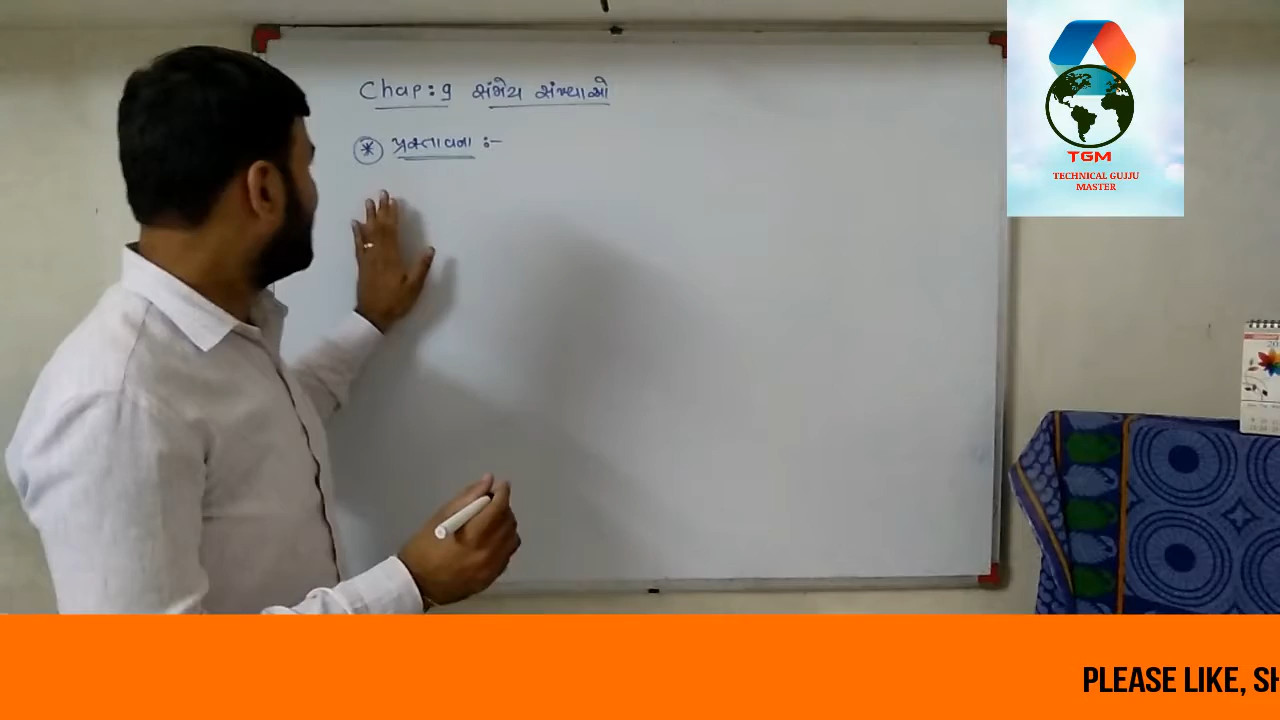 Chap:9 સંમેય સંખ્યાઓ
* પ્રસ્તાવના :-
TGM
TECHNICAL GUJJU
MASTER
PLEASE LIKE, SH